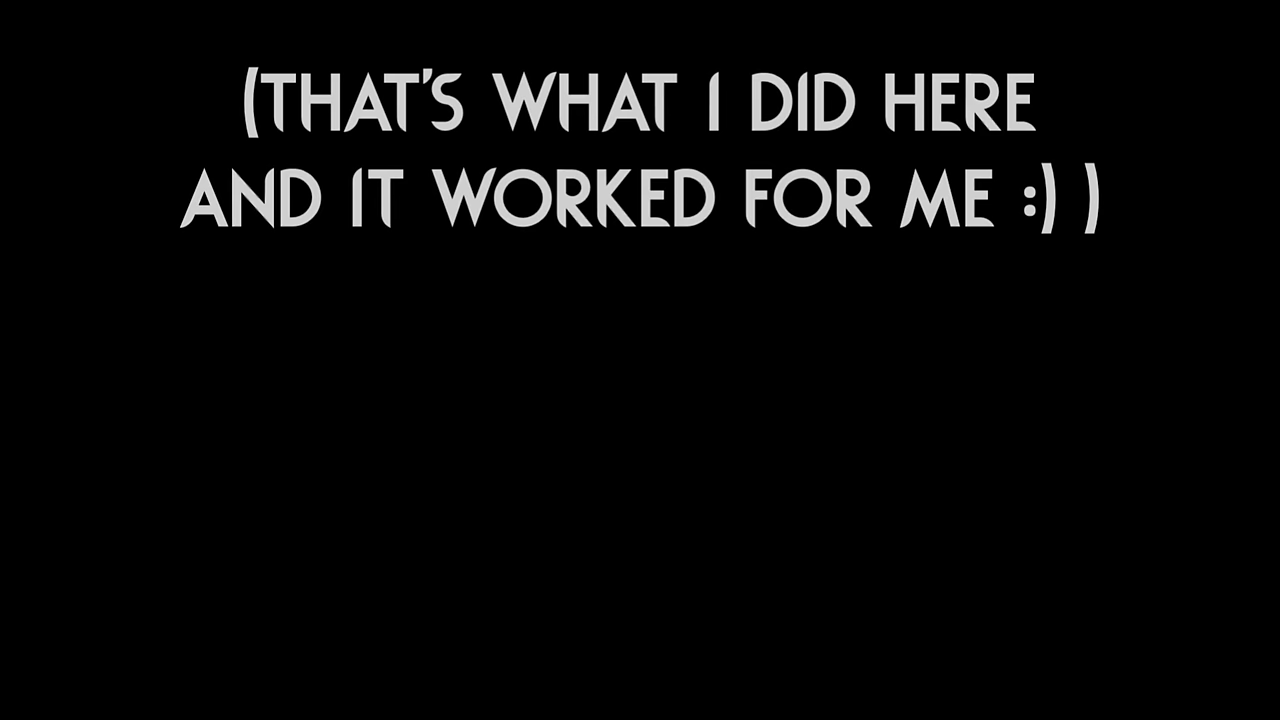 (THAT'S WHAT I DID HERE
AND IT WORKED FOR ME :) )